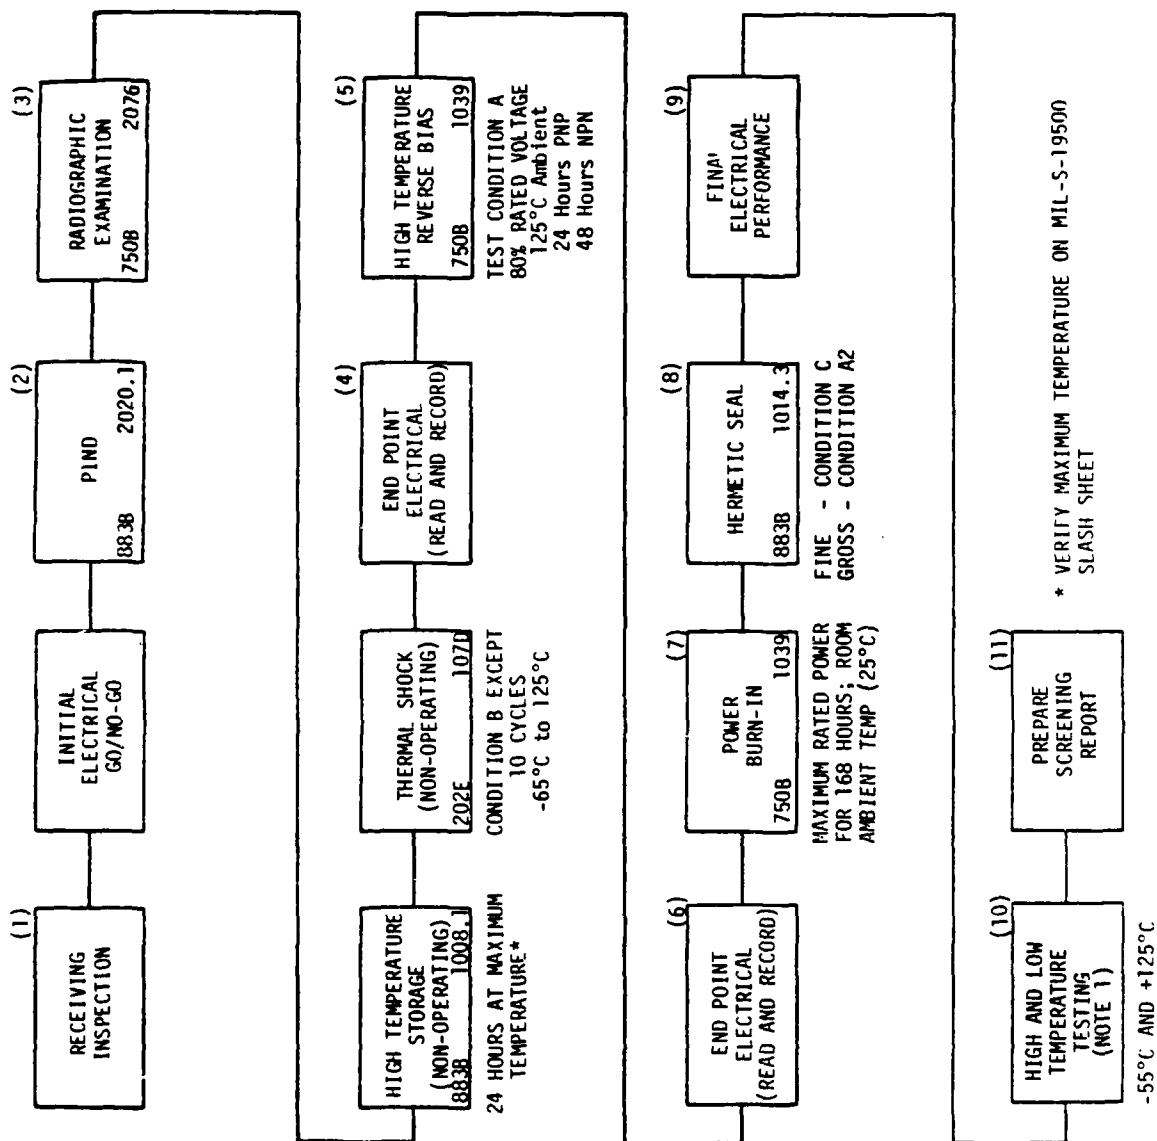 (1)
RECEIVING
INSPECTION
INITIAL
ELECTRICAL
GO/NO-GO
(2)
PIND
883B 2020.1
(3)
RADIOGRAPHIC
EXAMINATION
750B 2076
HIGH TEMPERATURE
STORAGE
(NON-OPERATING)
883B 1008.1
24 HOURS AT MAXIMUM
TEMPERATURE*
THERMAL SHOCK
(NON-OPERATING)
202E 107D
CONDITION B EXCEPT
10 CYCLES
-65°C to 125°C
(4)
END POINT
ELECTRICAL
(READ AND RECORD)
(5)
HIGH TEMPERATURE
REVERSE BIAS
750B 1039
TEST CONDITION A
80% RATED VOLTAGE
125°C Ambient
24 Hours PNP
48 Hours NPN
(6)
END POINT
ELECTRICAL
(READ AND RECORD)
(7)
POWER
BURN-IN
750B 1039
MAXIMUM RATED POWER
FOR 168 HOURS; ROOM
AMBIENT TEMP (25°C)
(8)
HERMETIC SEAL
883B 1014.3
FINE - CONDITION C
GROSS - CONDITION A2
(9)
FINA'
ELECTRICAL
PERFORMANCE
(10)
HIGH AND LOW
TEMPERATURE
TESTING
(NOTE 1)
-55°C AND +125°C
(11)
PREPARE
SCREENING
REPORT
* VERIFY MAXIMUM TEMPERATURE ON MIL-S-19500
SLASH SHEET